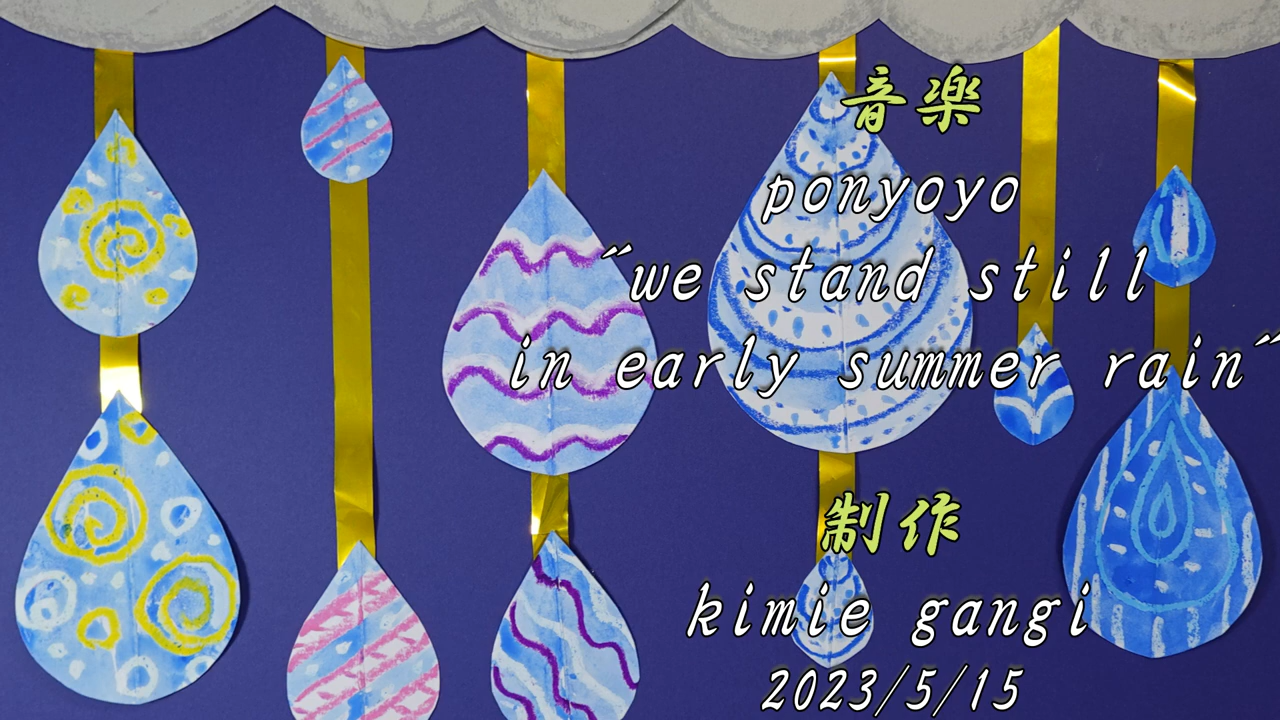 音楽
ponyoyo
"we stand still
in early summer rain"
制作
kimie gangi
2023/5/15